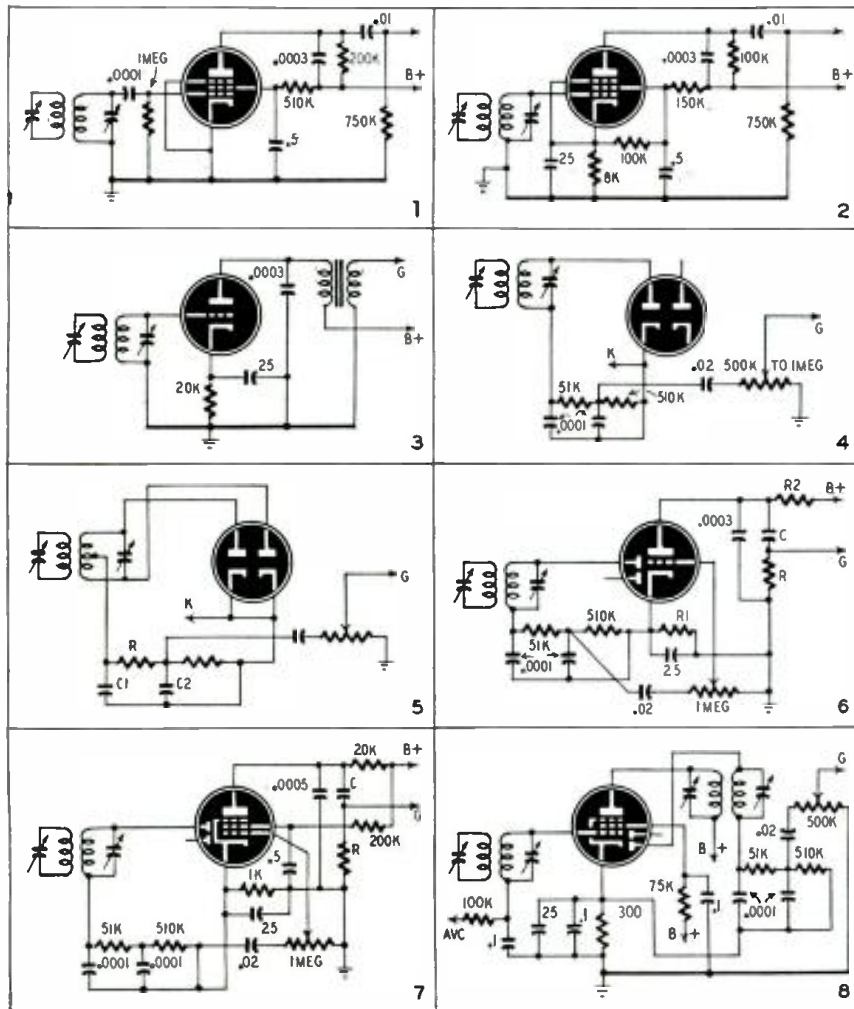 .01
1MEG
.0001
.0003
200K
B+
510K
.5
750K
1
.01
.0003
100K
B+
150K
25
100K
8K
.5
750K
2
.0003
G
B+
25
20K
3
K
G
.02
500K TO 1MEG
51K
510K
.0001
4
K
G
R
C1
C2
5
R2
B+
.0003
C
G
R
510K
R1
51K
.0001
25
.02
1MEG
6
20K
B+
.0005
C
G
200K
R
.5
1K
25
51K
510K
.0001
.0001
.02
1MEG
7
G
500K
.02
B+
51K
510K
100K
AVC
.1
25
.1
300
75K
B+
.1
.0001
8